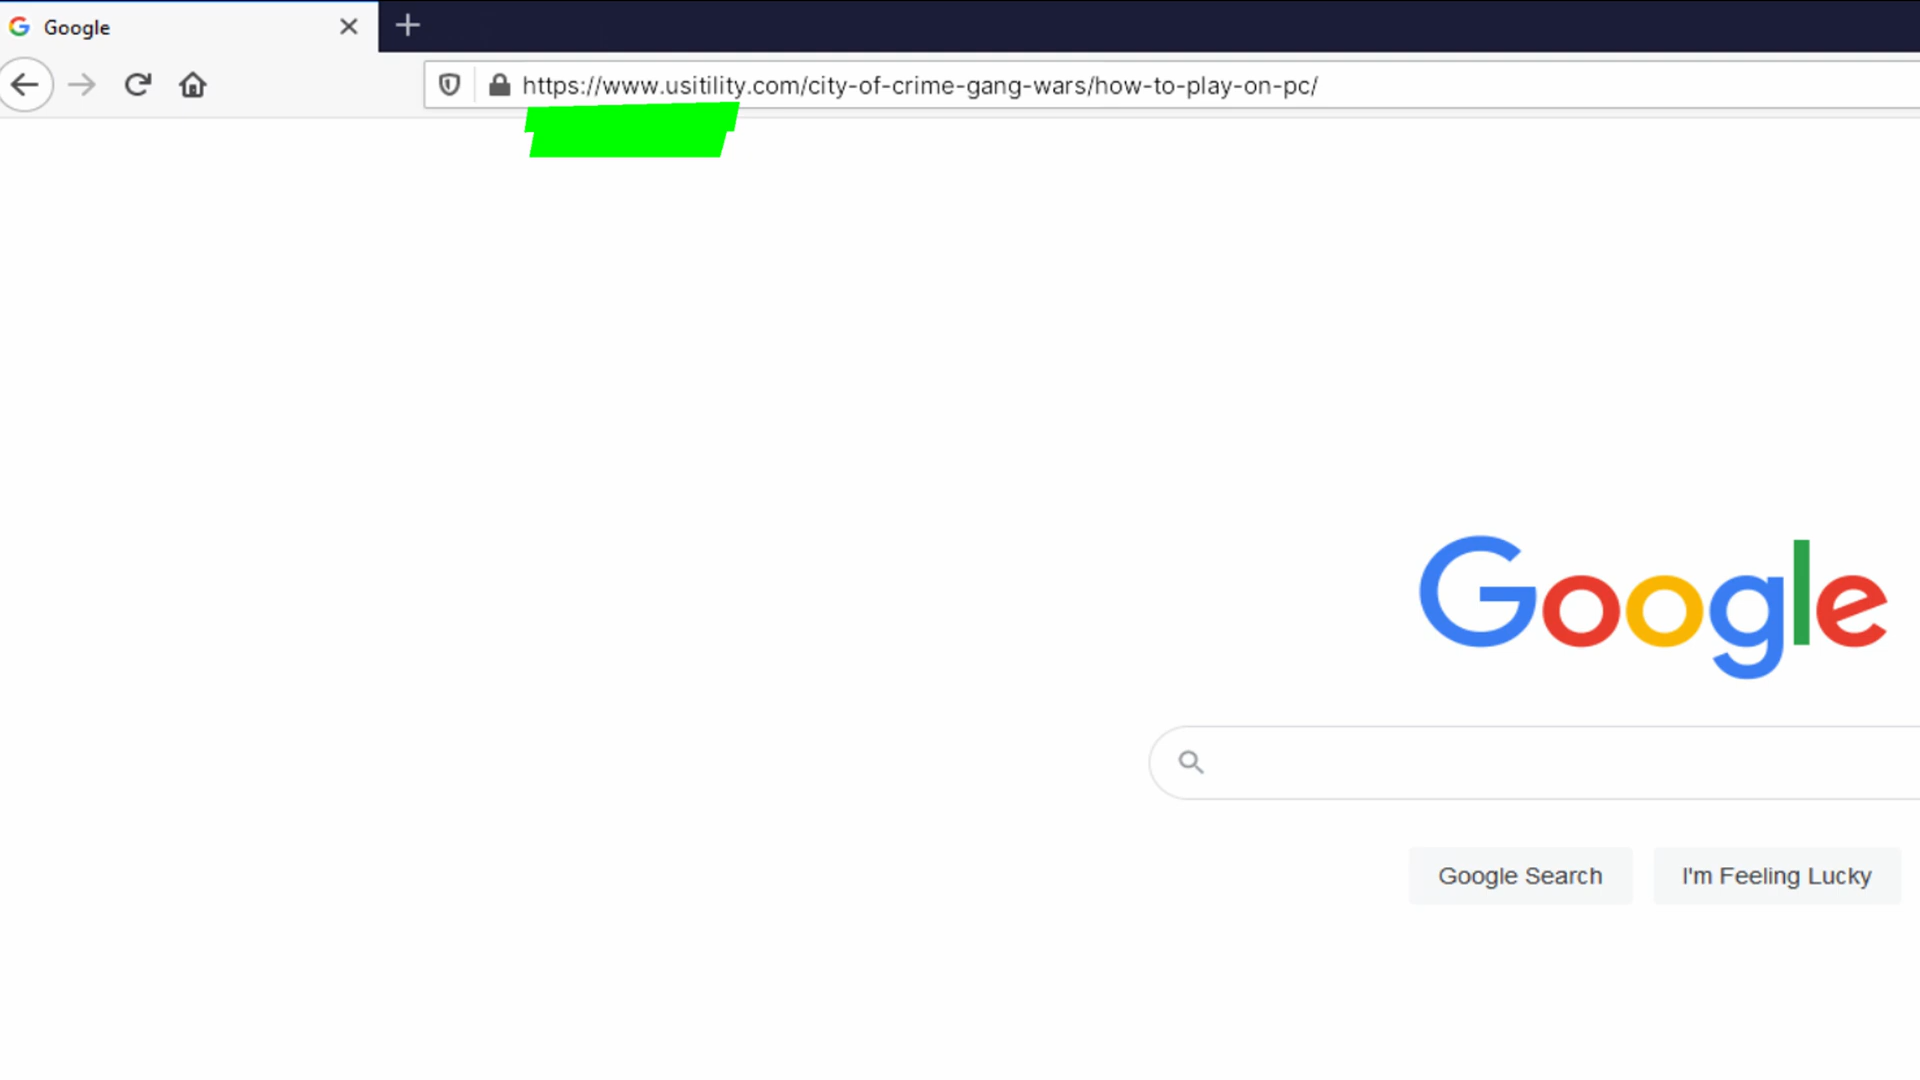 Google
https://www.usitility.com/city-of-crime-gang-wars/how-to-play-on-pc/
Google
Google Search
I'm Feeling Lucky